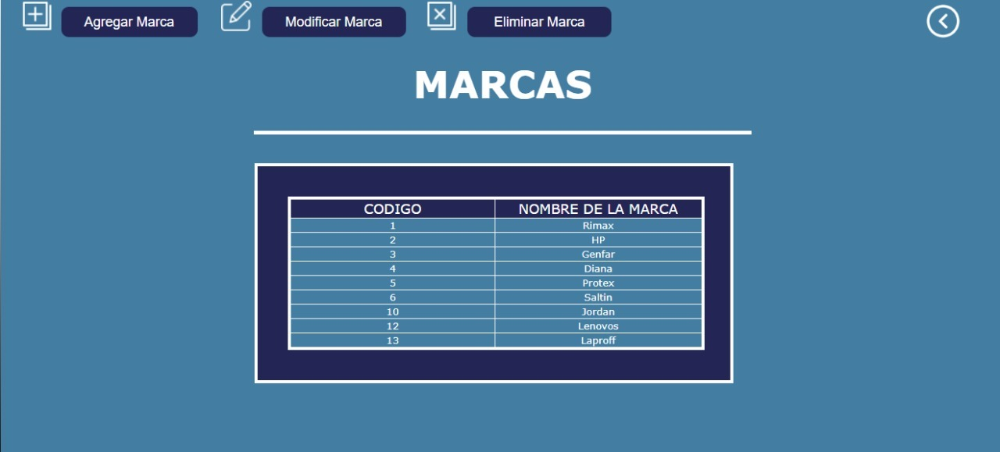 Agregar Marca Modificar Marca Eliminar Marca
MARCAS
CODIGO NOMBRE DE LA MARCA
1 Rimax
2 HP
3 Genfar
4 Diana
5 Protex
6 Saltin
10 Jordan
12 Lenovos
13 Laproff